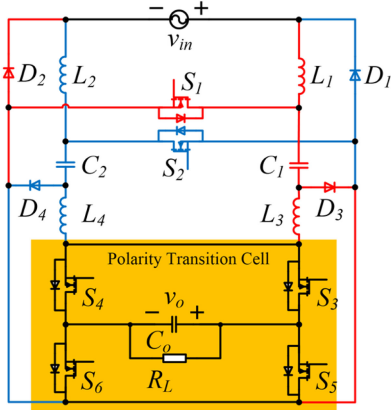 − +
v_in
D_2 L_2 S_1 L_1 D_1
S_2
C_2 C_1
D_4 L_4 L_3 D_3
Polarity Transition Cell
S_4 − v_o + S_3
C_o
S_6 R_L S_5